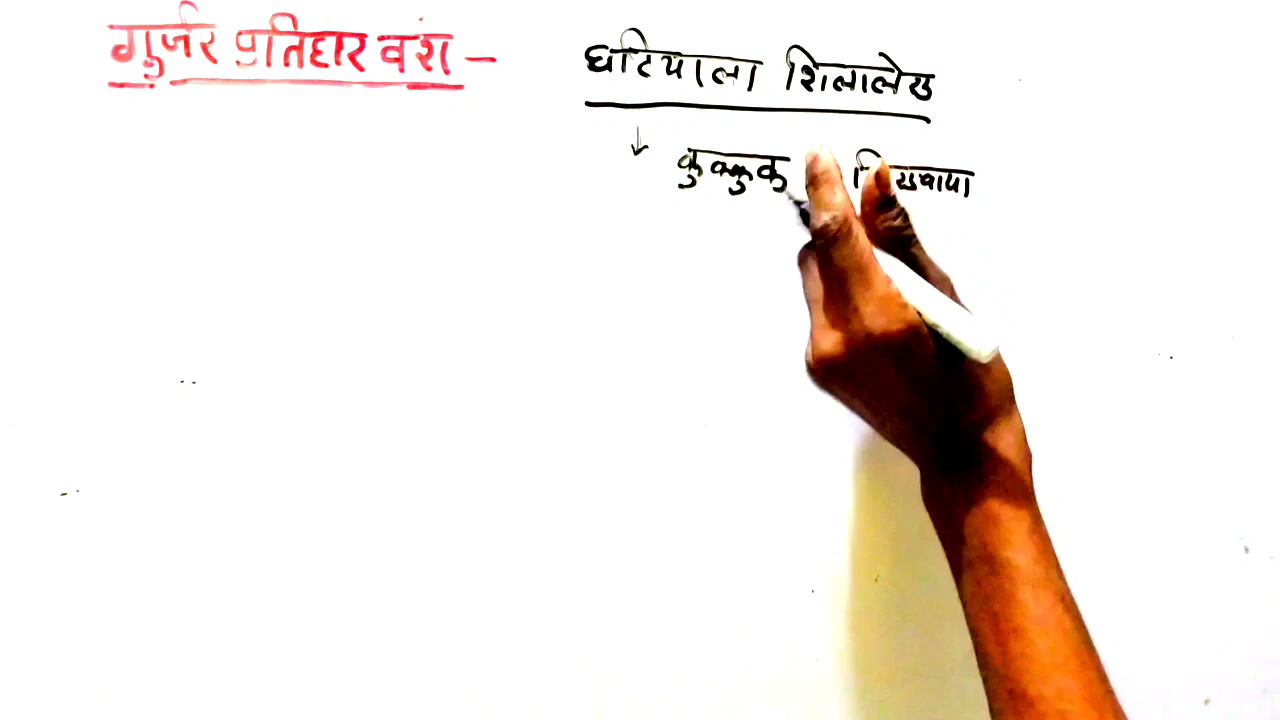 गुर्जर प्रतिहार वंश –
घटियाला शिलालेख
↓ कुक्कुक